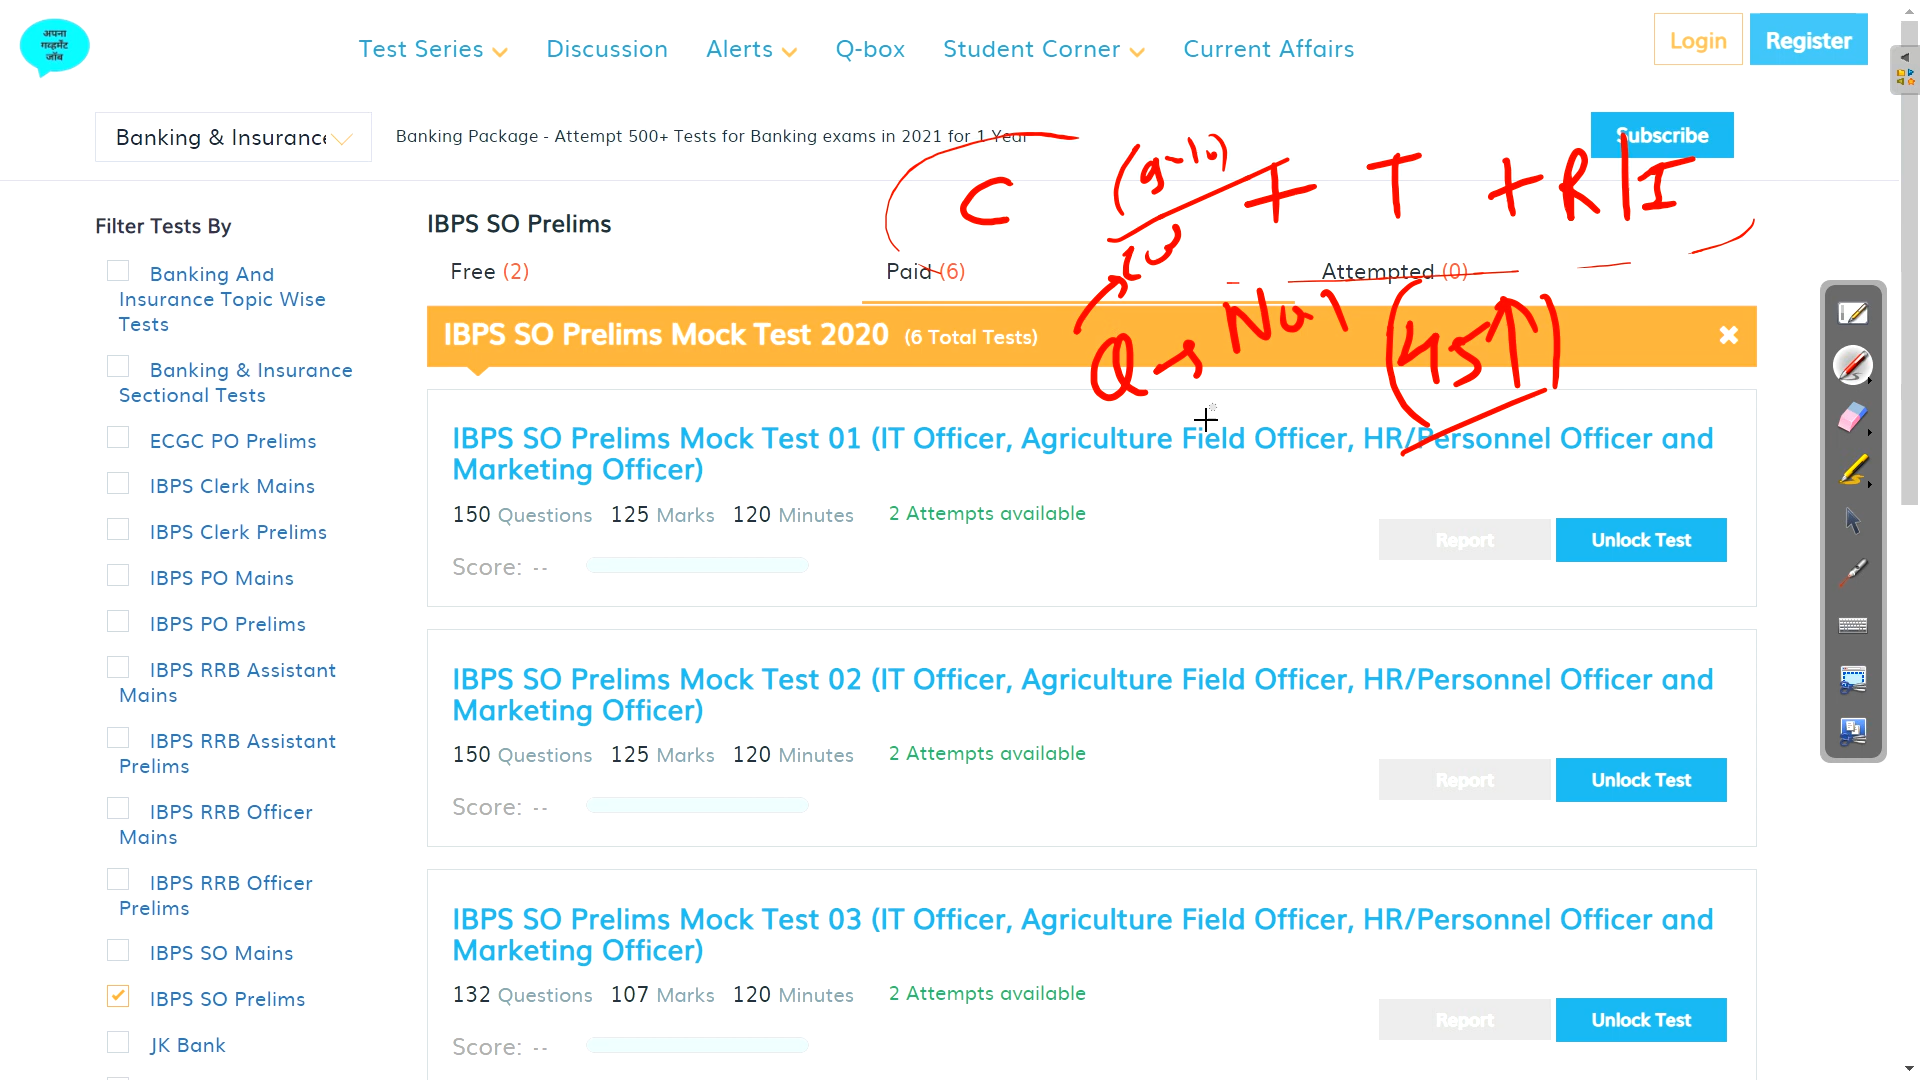 अपना
गव्हर्मेंट
जॉब
Test Series Discussion Alerts Q-box Student Corner Current Affairs
Login Register
Banking & Insurance
Banking Package - Attempt 500+ Tests for Banking exams in 2021 for 1 Year
Subscribe
C (9-10) + T + R|I
Filter Tests By
Banking And
Insurance Topic Wise
Tests
Banking & Insurance
Sectional Tests
ECGC PO Prelims
IBPS Clerk Mains
IBPS Clerk Prelims
IBPS PO Mains
IBPS PO Prelims
IBPS RRB Assistant
Mains
IBPS RRB Assistant
Prelims
IBPS RRB Officer
Mains
IBPS RRB Officer
Prelims
IBPS SO Mains
IBPS SO Prelims
JK Bank
IBPS SO Prelims
Free (2) Paid (6) Attempted (0)
IBPS SO Prelims Mock Test 2020 (6 Total Tests)
Q (45↑)
IBPS SO Prelims Mock Test 01 (IT Officer, Agriculture Field Officer, HR/Personnel Officer and
Marketing Officer)
150 Questions 125 Marks 120 Minutes 2 Attempts available
Report Unlock Test
Score: --
IBPS SO Prelims Mock Test 02 (IT Officer, Agriculture Field Officer, HR/Personnel Officer and
Marketing Officer)
150 Questions 125 Marks 120 Minutes 2 Attempts available
Report Unlock Test
Score: --
IBPS SO Prelims Mock Test 03 (IT Officer, Agriculture Field Officer, HR/Personnel Officer and
Marketing Officer)
132 Questions 107 Marks 120 Minutes 2 Attempts available
Report Unlock Test
Score: --